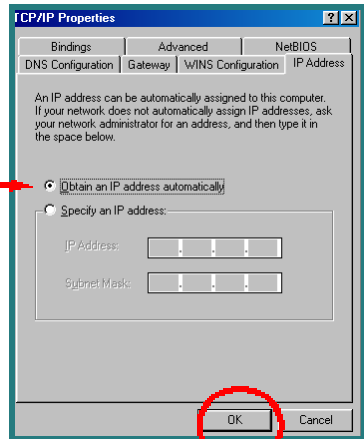 TCP/IP Properties
Bindings Advanced NetBIOS
DNS Configuration Gateway WINS Configuration IP Address
An IP address can be automatically assigned to this computer.
If your network does not automatically assign IP addresses, ask
your network administrator for an address, and then type it in
the space below.
Obtain an IP address automatically
Specify an IP address:
IP Address:
Subnet Mask:
OK Cancel